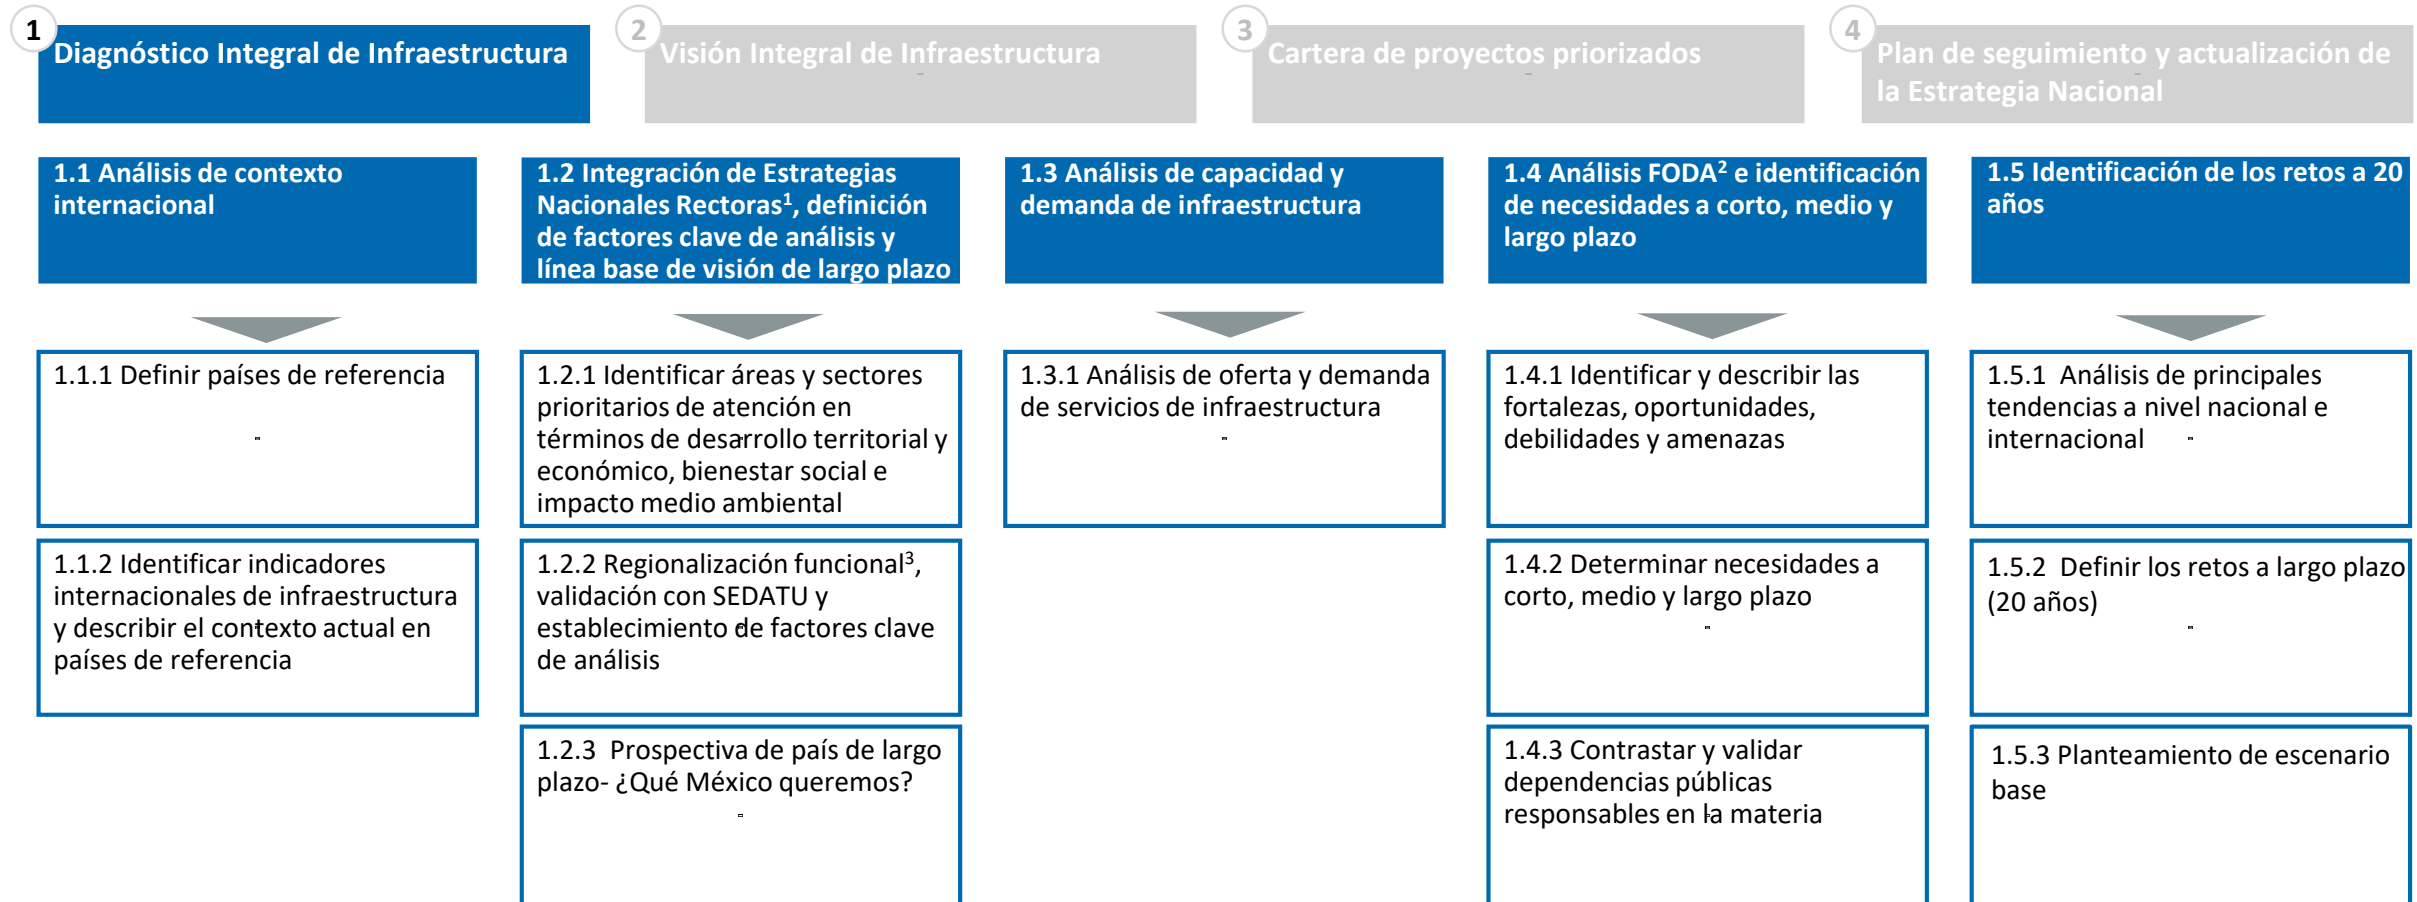 1
Diagnóstico Integral de Infraestructura
2
Visión Integral de Infraestructura
3
Cartera de proyectos priorizados
4
Plan de seguimiento y actualización de
la Estrategia Nacional
1.1 Análisis de contexto
internacional
1.2 Integración de Estrategias
Nacionales Rectoras¹, definición
de factores clave de análisis y
línea base de visión de largo plazo
1.3 Análisis de capacidad y
demanda de infraestructura
1.4 Análisis FODA² e identificación
de necesidades a corto, medio y
largo plazo
1.5 Identificación de los retos a 20
años
1.1.1 Definir países de referencia
1.1.2 Identificar indicadores
internacionales de infraestructura
y describir el contexto actual en
países de referencia
1.2.1 Identificar áreas y sectores
prioritarios de atención en
términos de desarrollo territorial y
económico, bienestar social e
impacto medio ambiental
1.2.2 Regionalización funcional³,
validación con SEDATU y
establecimiento de factores clave
de análisis
1.2.3 Prospectiva de país de largo
plazo- ¿Qué México queremos?
1.3.1 Análisis de oferta y demanda
de servicios de infraestructura
1.4.1 Identificar y describir las
fortalezas, oportunidades,
debilidades y amenazas
1.4.2 Determinar necesidades a
corto, medio y largo plazo
1.4.3 Contrastar y validar
dependencias públicas
responsables en la materia
1.5.1 Análisis de principales
tendencias a nivel nacional e
internacional
1.5.2 Definir los retos a largo plazo
(20 años)
1.5.3 Planteamiento de escenario
base